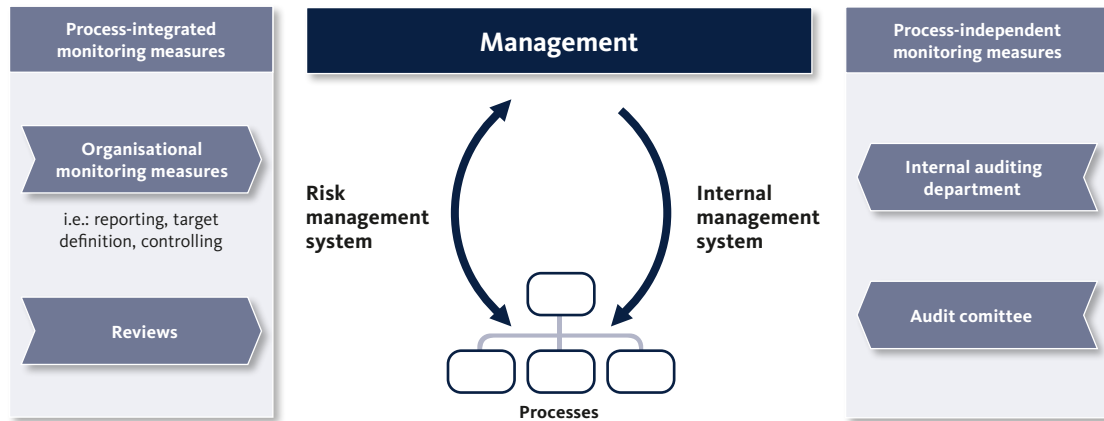 Process-integrated
monitoring measures
Organisational
monitoring measures
i.e.: reporting, target
definition, controlling
Reviews
Management
Risk
management
system
Internal
management
system
Processes
Process-independent
monitoring measures
Internal auditing
department
Audit comittee